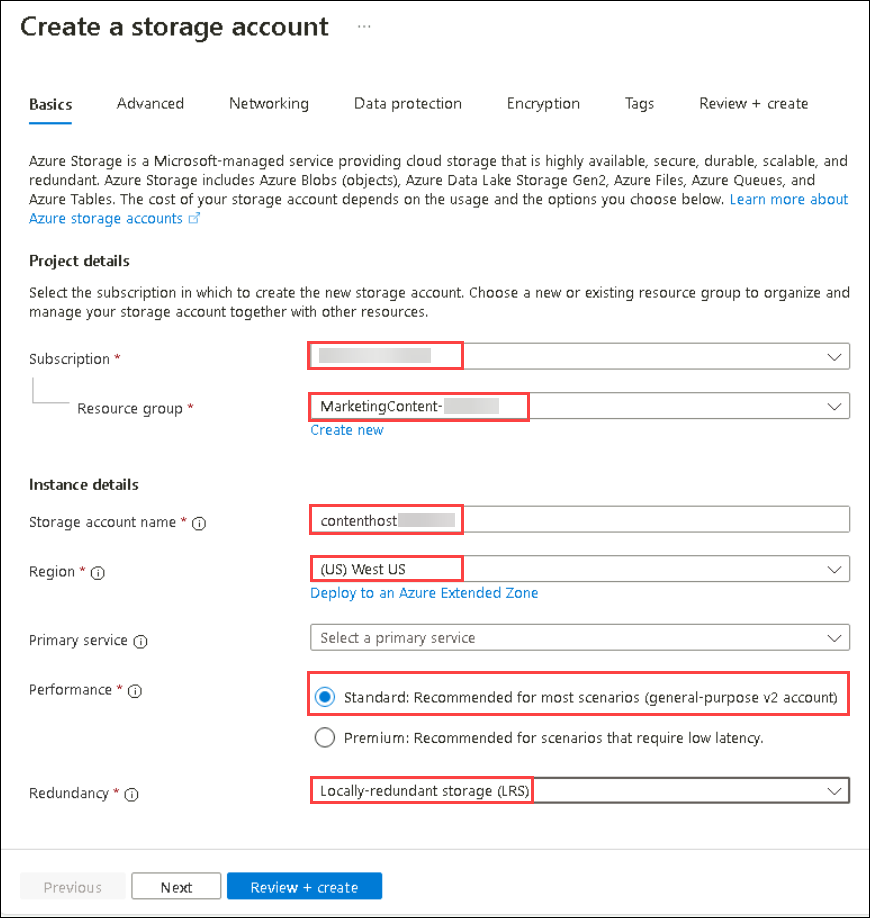 Create a storage account ...
Basics Advanced Networking Data protection Encryption Tags Review + create
Azure Storage is a Microsoft-managed service providing cloud storage that is highly available, secure, durable, scalable, and
redundant. Azure Storage includes Azure Blobs (objects), Azure Data Lake Storage Gen2, Azure Files, Azure Queues, and
Azure Tables. The cost of your storage account depends on the usage and the options you choose below. Learn more about
Azure storage accounts
Project details
Select the subscription in which to create the new storage account. Choose a new or existing resource group to organize and
manage your storage account together with other resources.
Subscription *
Resource group * MarketingContent-
Create new
Instance details
Storage account name * contenthost
Region * (US) West US
Deploy to an Azure Extended Zone
Primary service Select a primary service
Performance * Standard: Recommended for most scenarios (general-purpose v2 account)
Premium: Recommended for scenarios that require low latency.
Redundancy * Locally-redundant storage (LRS)
Previous Next Review + create